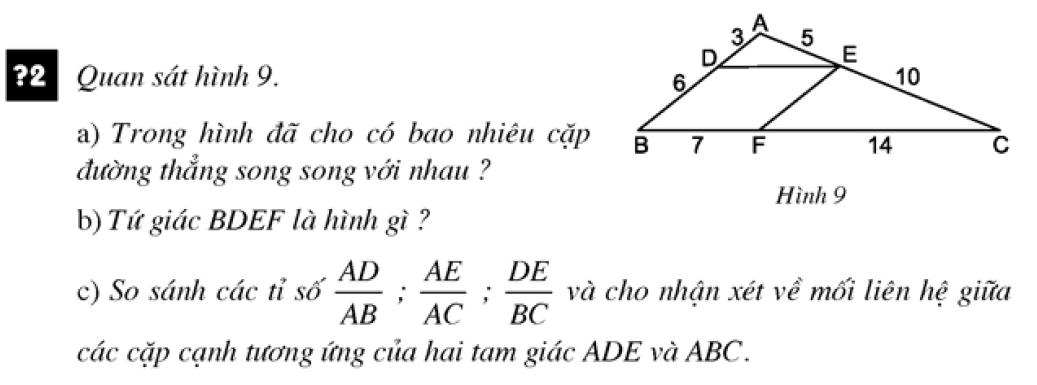 ?2 Quan sát hình 9.
a) Trong hình đã cho có bao nhiêu cặp
đường thẳng song song với nhau ?
b) Tứ giác BDEF là hình gì ?
A
3 5
D E
6 10
B 7 F 14 C
Hình 9
c) So sánh các tỉ số AD/AB ; AE/AC ; DE/BC và cho nhận xét về mối liên hệ giữa
các cặp cạnh tương ứng của hai tam giác ADE và ABC.